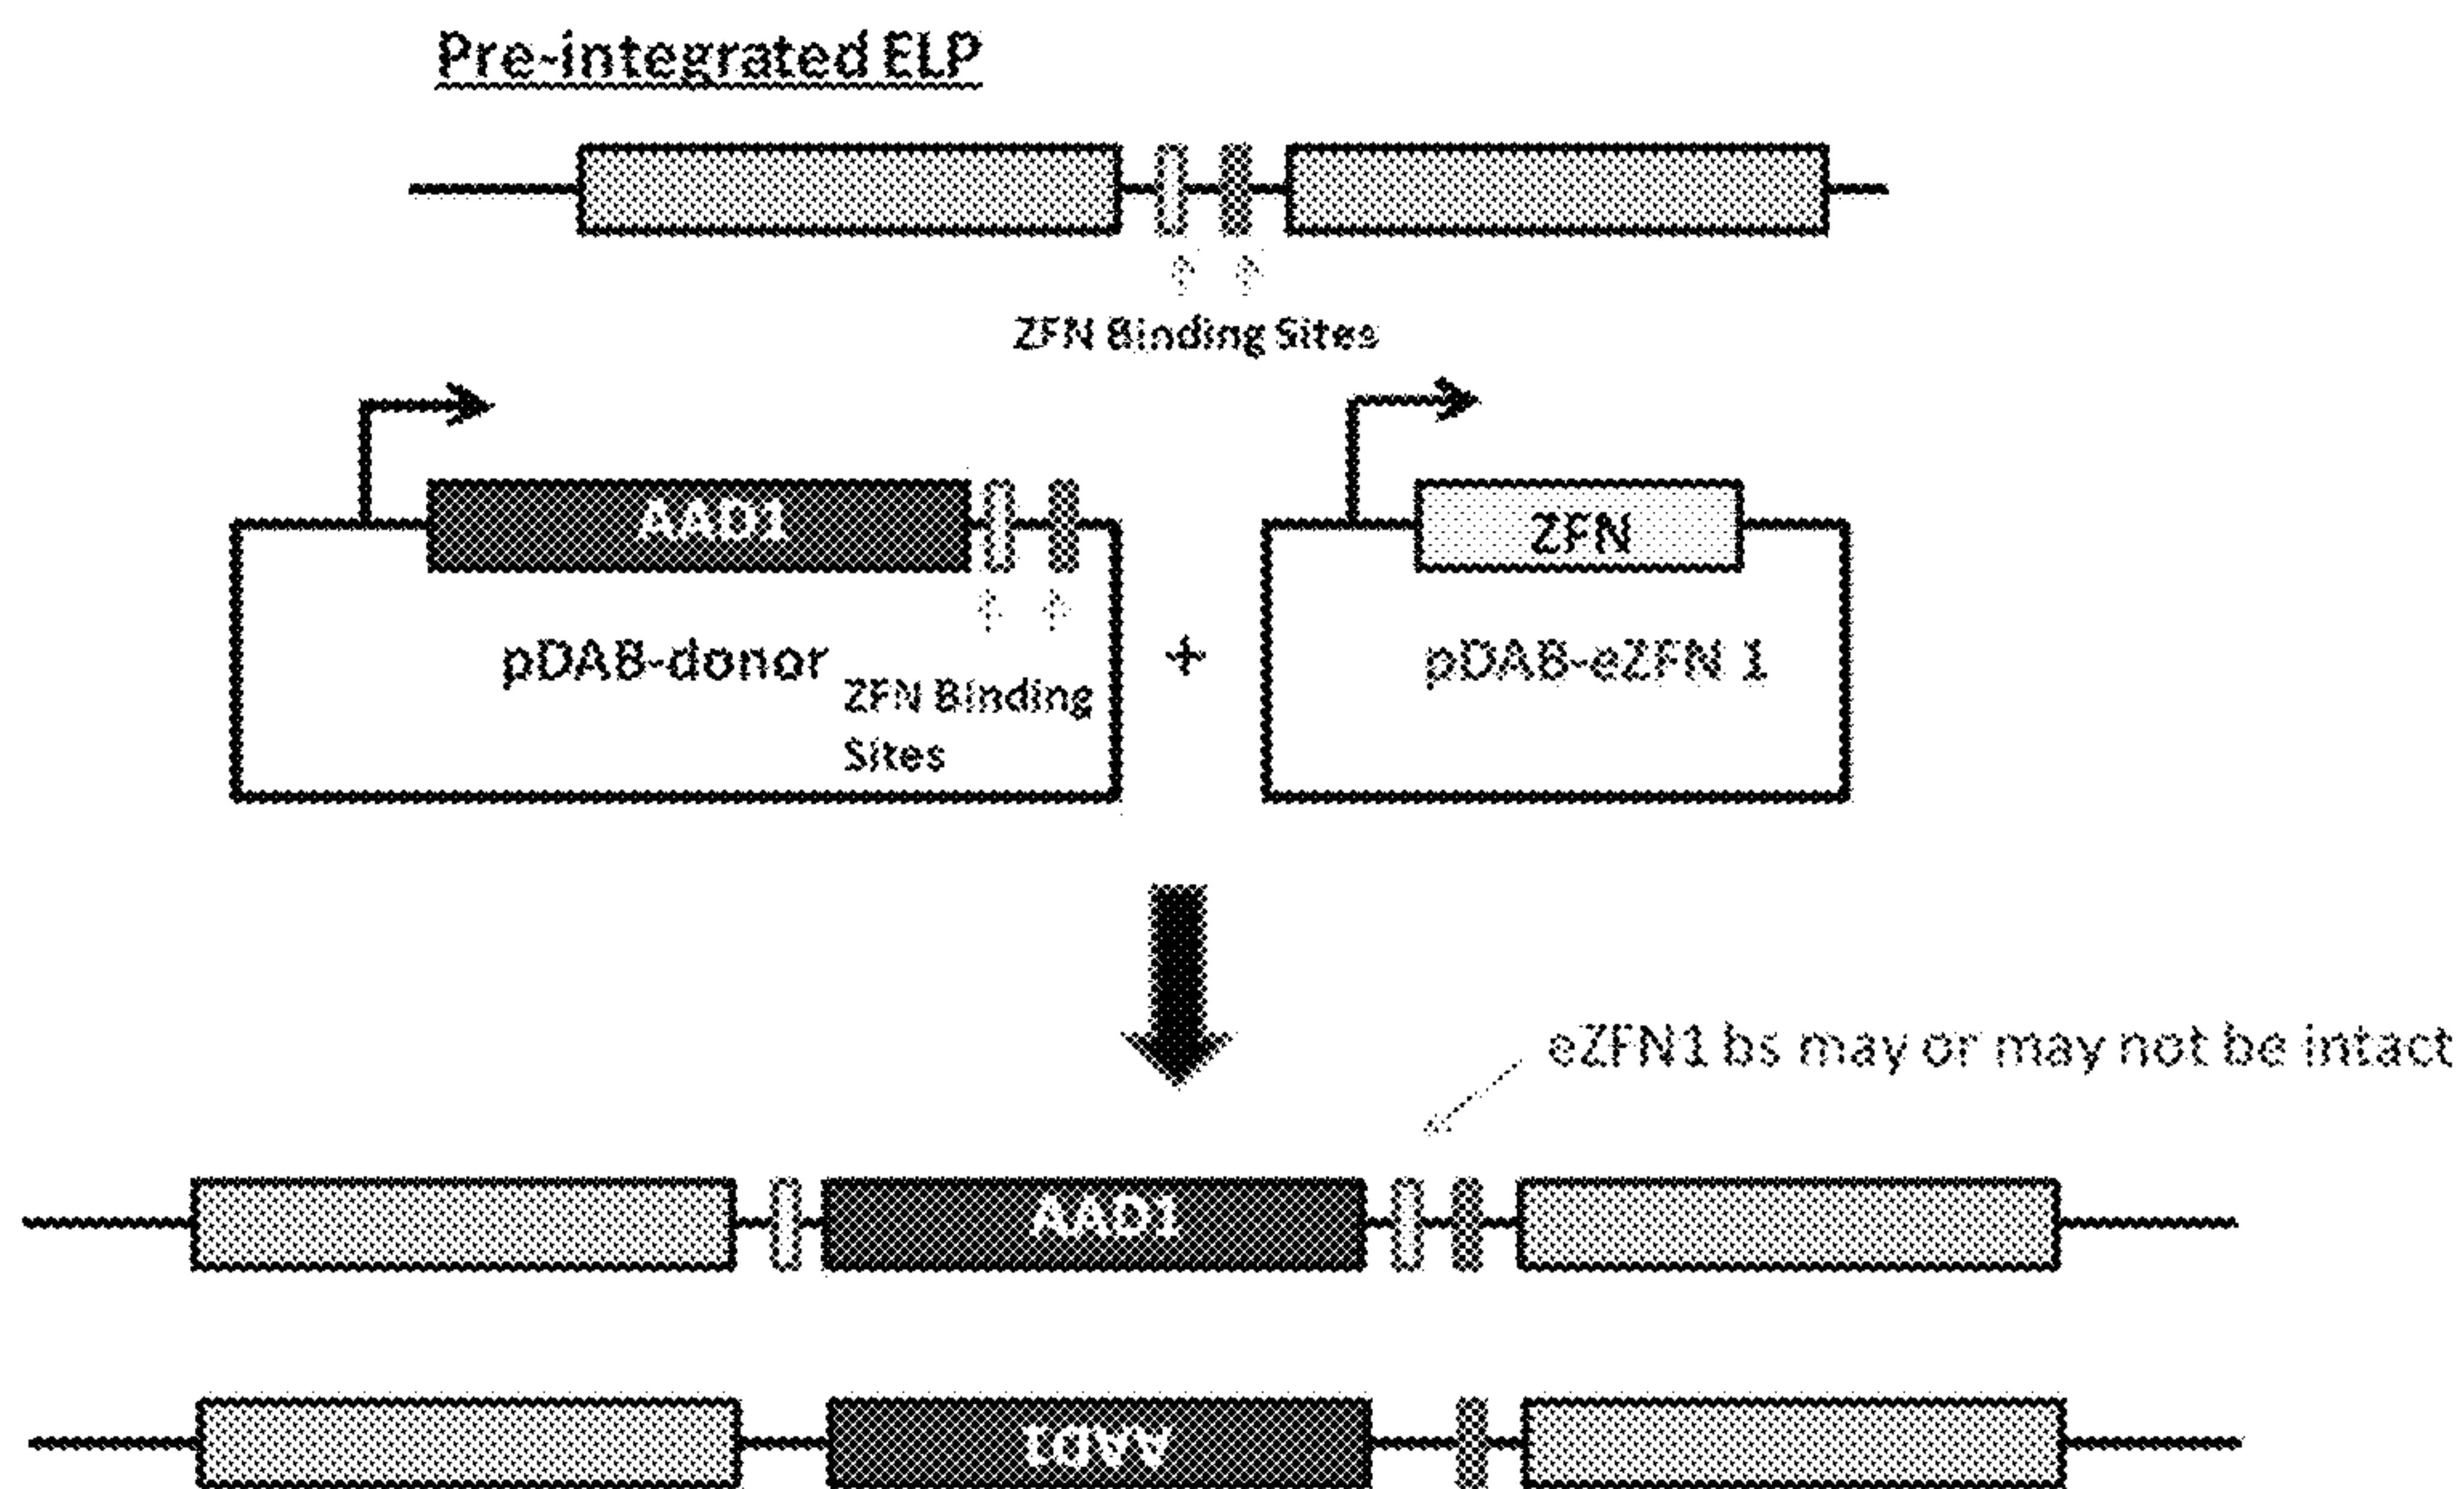 Pre-integrated ELP
ZFN Binding Sites
AAD1
ZFN
pDAB-donor
ZFN Binding
Sites
+
pDAB-eZFN 1
eZFN1 bs may or may not be intact
AAD1
AAD1